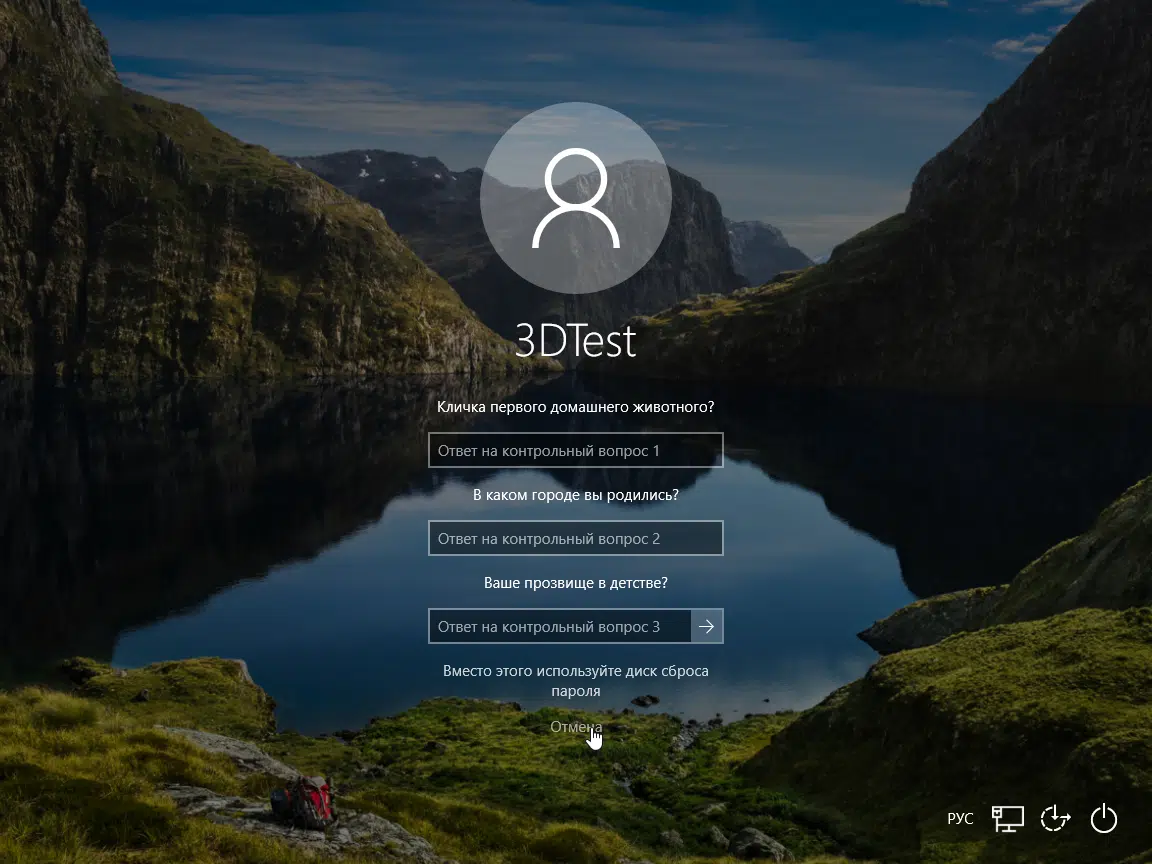 3DTest
Кличка первого домашнего животного?
Ответ на контрольный вопрос 1
В каком городе вы родились?
Ответ на контрольный вопрос 2
Ваше прозвище в детстве?
Ответ на контрольный вопрос 3
Вместо этого используйте диск сброса
пароля
Отмена
РУС